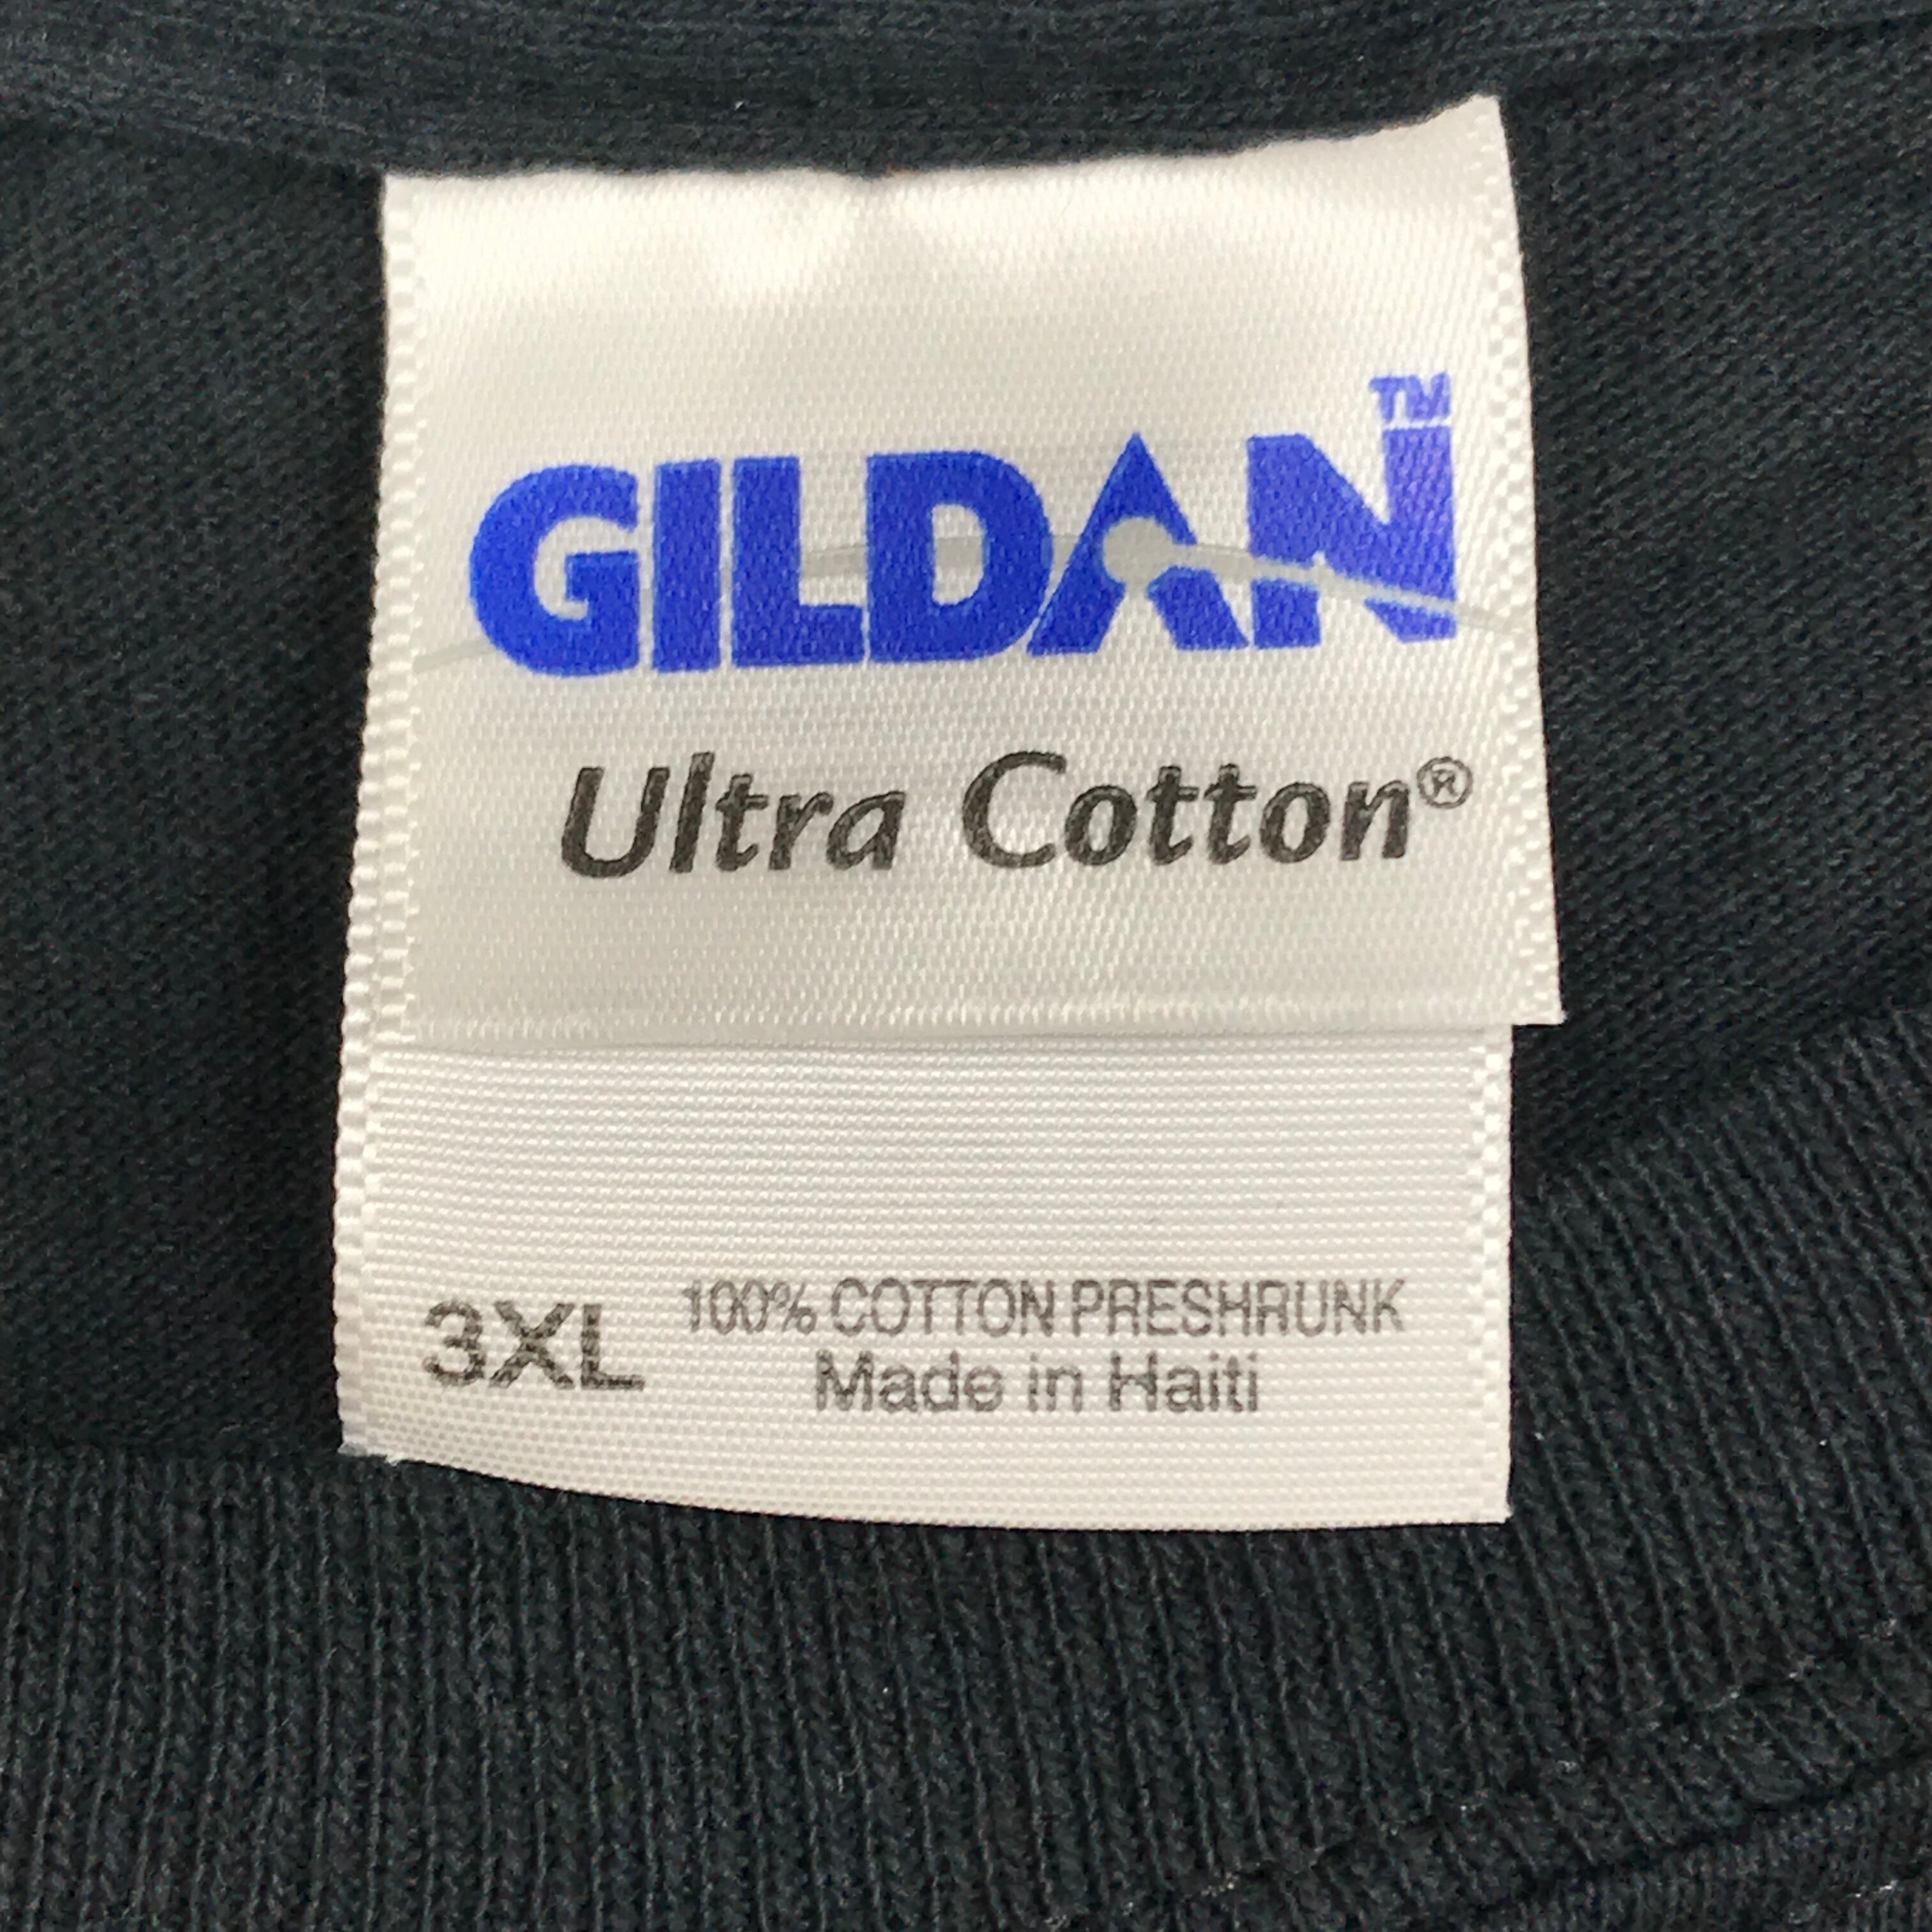 GILDAN™
Ultra Cotton®
3XL 100% COTTON PRESHRUNK
Made in Haiti